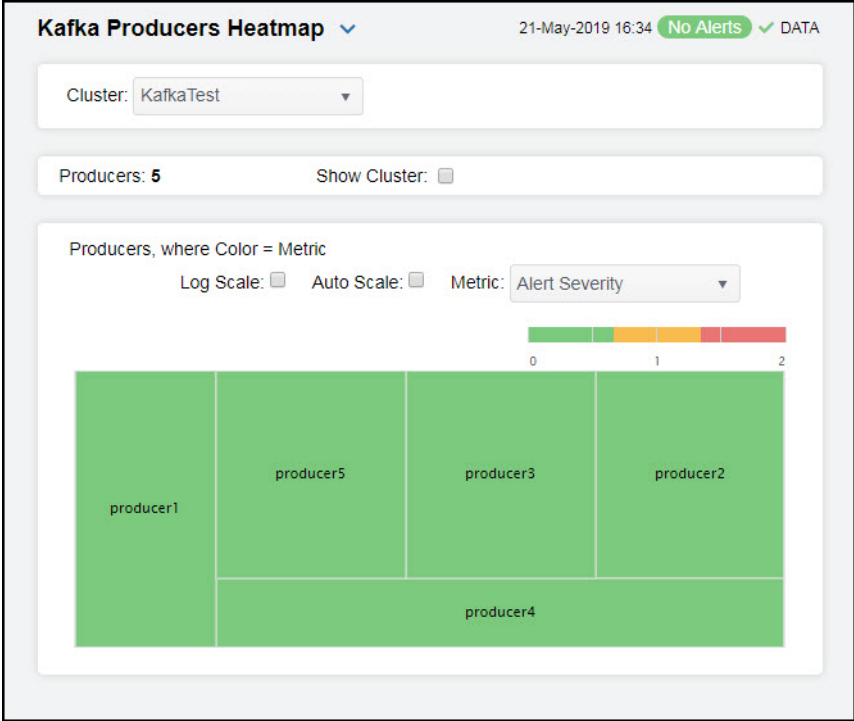 Kafka Producers Heatmap 21-May-2019 16:34 No Alerts DATA
Cluster: KafkaTest
Producers: 5 Show Cluster:
Producers, where Color = Metric
Log Scale: Auto Scale: Metric: Alert Severity
0 1 2
producer1
producer5
producer3
producer2
producer4